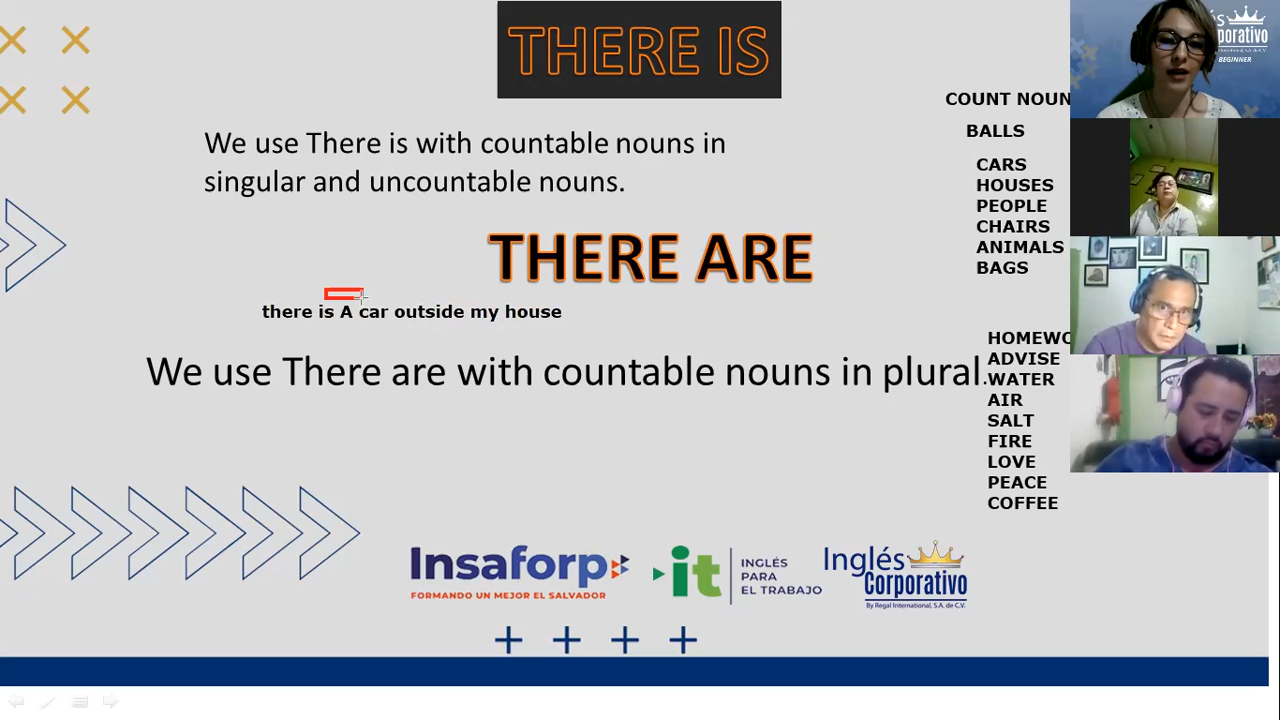 THERE IS
We use There is with countable nouns in
singular and uncountable nouns.
THERE ARE
there is A car outside my house
We use There are with countable nouns in plural.
COUNT NOUN
BALLS
CARS
HOUSES
PEOPLE
CHAIRS
ANIMALS
BAGS
HOMEWO
ADVISE
WATER
AIR
SALT
FIRE
LOVE
PEACE
COFFEE
Insaforp
FORMANDO UN MEJOR EL SALVADOR
it
INGLÉS
PARA
EL TRABAJO
Inglés
Corporativo
By Regal International, S.A. de C.V.
BEGINNER